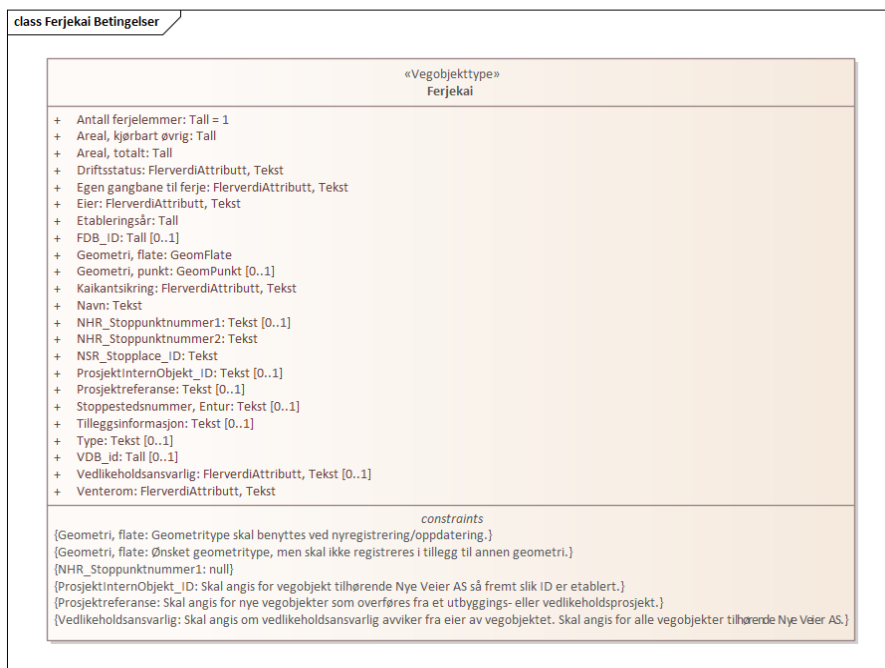 class Ferjekai Betingelser
«Vegobjekttype»
Ferjekai
+ Antall ferjelemmer: Tall = 1
+ Areal, kjørbart øvrig: Tall
+ Areal, totalt: Tall
+ Driftsstatus: FlerverdiAttributt, Tekst
+ Egen gangbane til ferje: FlerverdiAttributt, Tekst
+ Eier: FlerverdiAttributt, Tekst
+ Etableringsår: Tall
+ FDB_ID: Tall [0..1]
+ Geometri, flate: GeomFlate
+ Geometri, punkt: GeomPunkt [0..1]
+ Kaikantsikring: FlerverdiAttributt, Tekst
+ Navn: Tekst
+ NHR_Stoppunktnummer1: Tekst [0..1]
+ NHR_Stoppunktnummer2: Tekst
+ NSR_Stopplace_ID: Tekst
+ ProsjektInternObjekt_ID: Tekst [0..1]
+ Prosjektreferanse: Tekst [0..1]
+ Stoppestedsnummer, Entur: Tekst [0..1]
+ Tilleggsinformasjon: Tekst [0..1]
+ Type: Tekst [0..1]
+ VDB_id: Tall [0..1]
+ Vedlikeholdsansvarlig: FlerverdiAttributt, Tekst [0..1]
+ Venterom: FlerverdiAttributt, Tekst
constraints
{Geometri, flate: Geometritype skal benyttes ved nyregistrering/oppdatering.}
{Geometri, flate: Ønsket geometritype, men skal ikke registreres i tillegg til annen geometri.}
{NHR_Stoppunktnummer1: null}
{ProsjektInternObjekt_ID: Skal angis for vegobjekt tilhørende Nye Veier AS så fremt slik ID er etablert.}
{Prosjektreferanse: Skal angis for nye vegobjekter som overføres fra et utbyggings- eller vedlikeholdsprosjekt.}
{Vedlikeholdsansvarlig: Skal angis om vedlikeholdsansvarlig avviker fra eier av vegobjektet. Skal angis for alle vegobjekter tilhørende Nye Veier AS.}